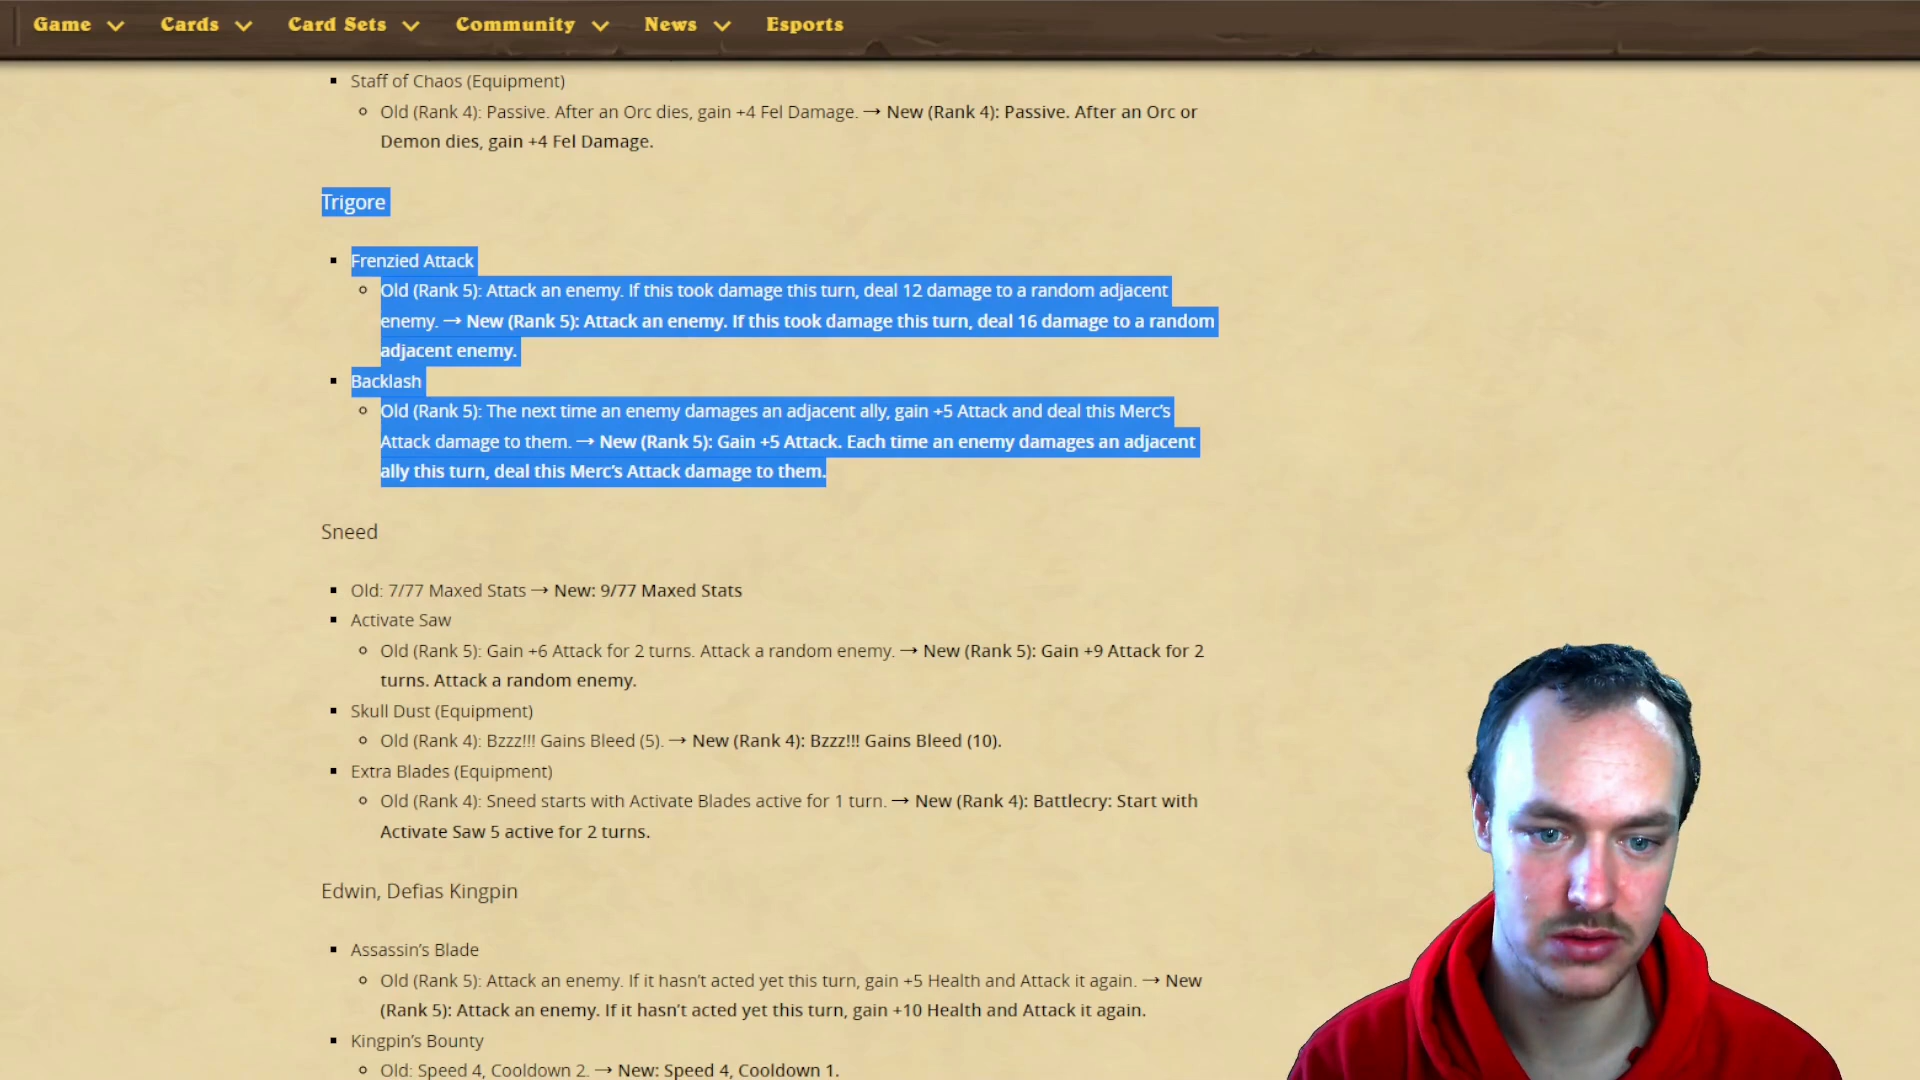 Game Cards Card Sets Community News Esports
Staff of Chaos (Equipment)
Old (Rank 4): Passive. After an Orc dies, gain +4 Fel Damage. → New (Rank 4): Passive. After an Orc or
Demon dies, gain +4 Fel Damage.
Trigore
Frenzied Attack
Old (Rank 5): Attack an enemy. If this took damage this turn, deal 12 damage to a random adjacent
enemy. → New (Rank 5): Attack an enemy. If this took damage this turn, deal 16 damage to a random
adjacent enemy.
Backlash
Old (Rank 5): The next time an enemy damages an adjacent ally, gain +5 Attack and deal this Merc’s
Attack damage to them. → New (Rank 5): Gain +5 Attack. Each time an enemy damages an adjacent
ally this turn, deal this Merc’s Attack damage to them.
Sneed
Old: 7/77 Maxed Stats → New: 9/77 Maxed Stats
Activate Saw
Old (Rank 5): Gain +6 Attack for 2 turns. Attack a random enemy. → New (Rank 5): Gain +9 Attack for 2
turns. Attack a random enemy.
Skull Dust (Equipment)
Old (Rank 4): Bzzz!!! Gains Bleed (5). → New (Rank 4): Bzzz!!! Gains Bleed (10).
Extra Blades (Equipment)
Old (Rank 4): Sneed starts with Activate Blades active for 1 turn. → New (Rank 4): Battlecry: Start with
Activate Saw 5 active for 2 turns.
Edwin, Defias Kingpin
Assassin’s Blade
Old (Rank 5): Attack an enemy. If it hasn’t acted yet this turn, gain +5 Health and Attack it again. → New
(Rank 5): Attack an enemy. If it hasn’t acted yet this turn, gain +10 Health and Attack it again.
Kingpin’s Bounty
Old: Speed 4, Cooldown 2. → New: Speed 4, Cooldown 1.